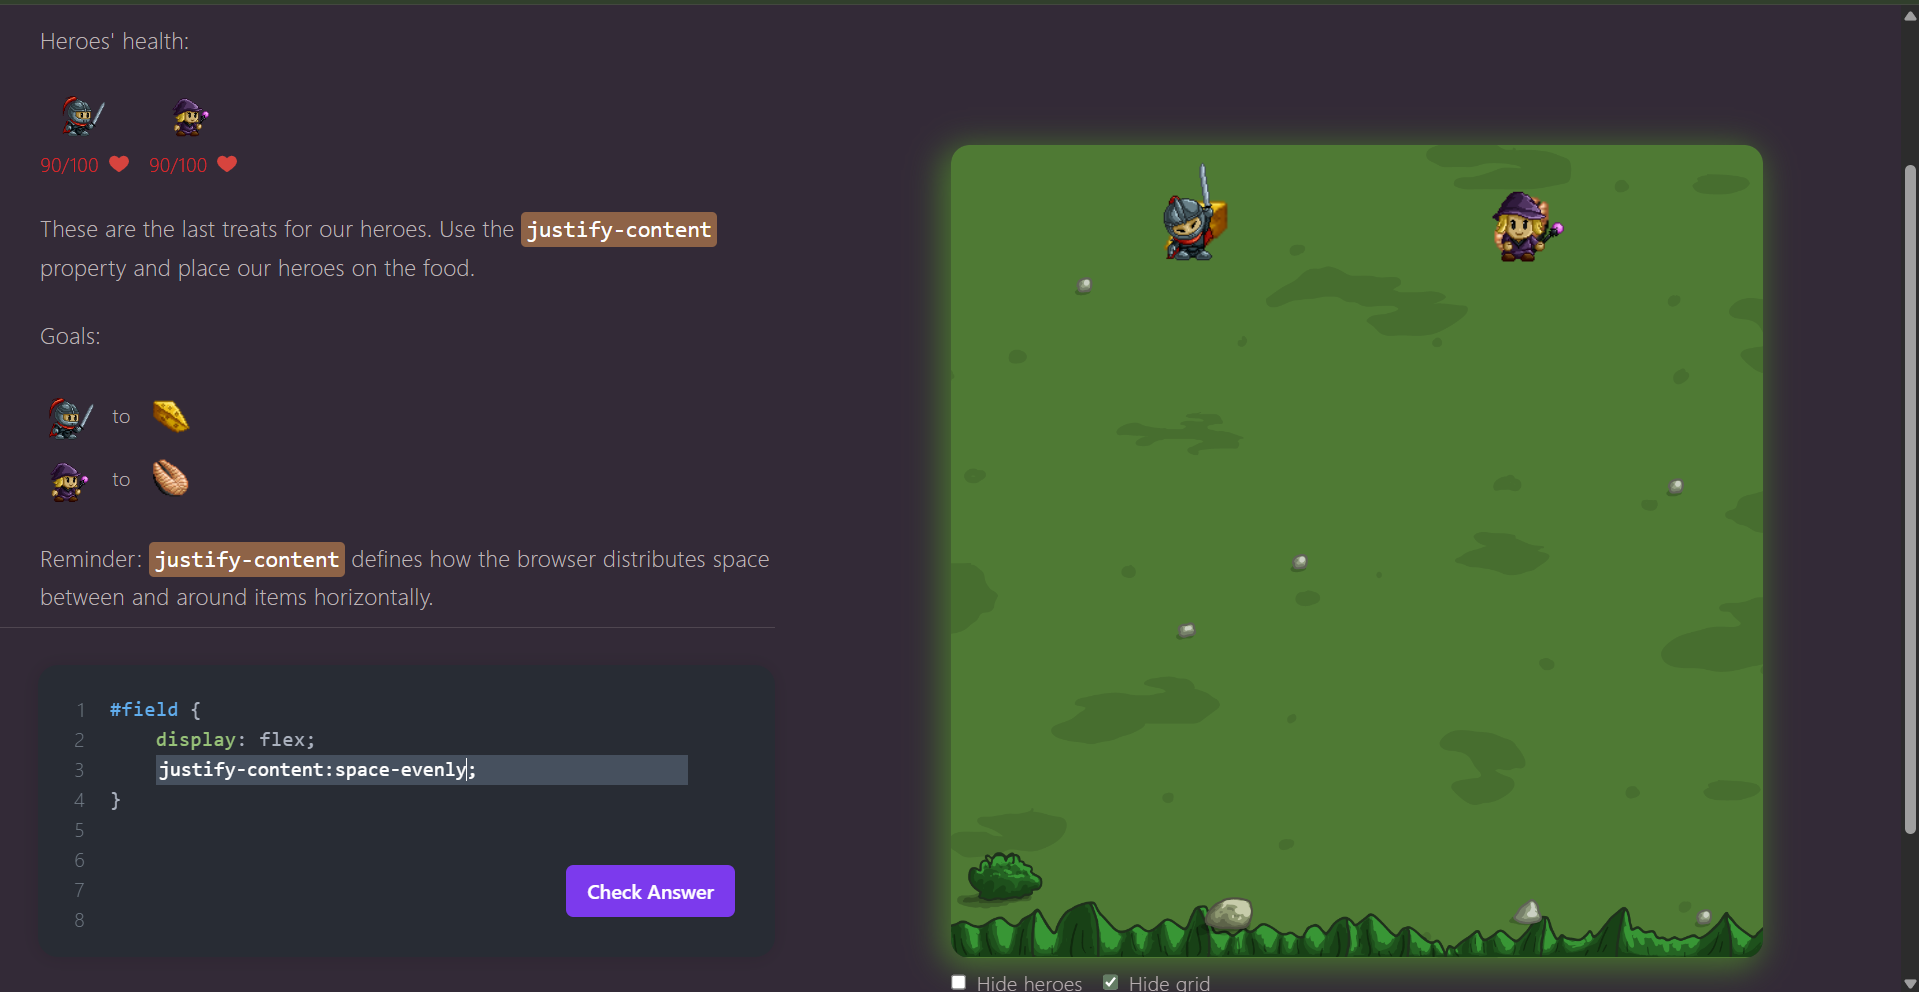 Heroes' health:
90/100 90/100
These are the last treats for our heroes. Use the justify-content
property and place our heroes on the food.
Goals:
to
to
Reminder: justify-content defines how the browser distributes space
between and around items horizontally.
1 #field {
2 display: flex;
3 justify-content:space-evenly;
4 }
5
6
7
8
Check Answer
Hide heroes Hide grid